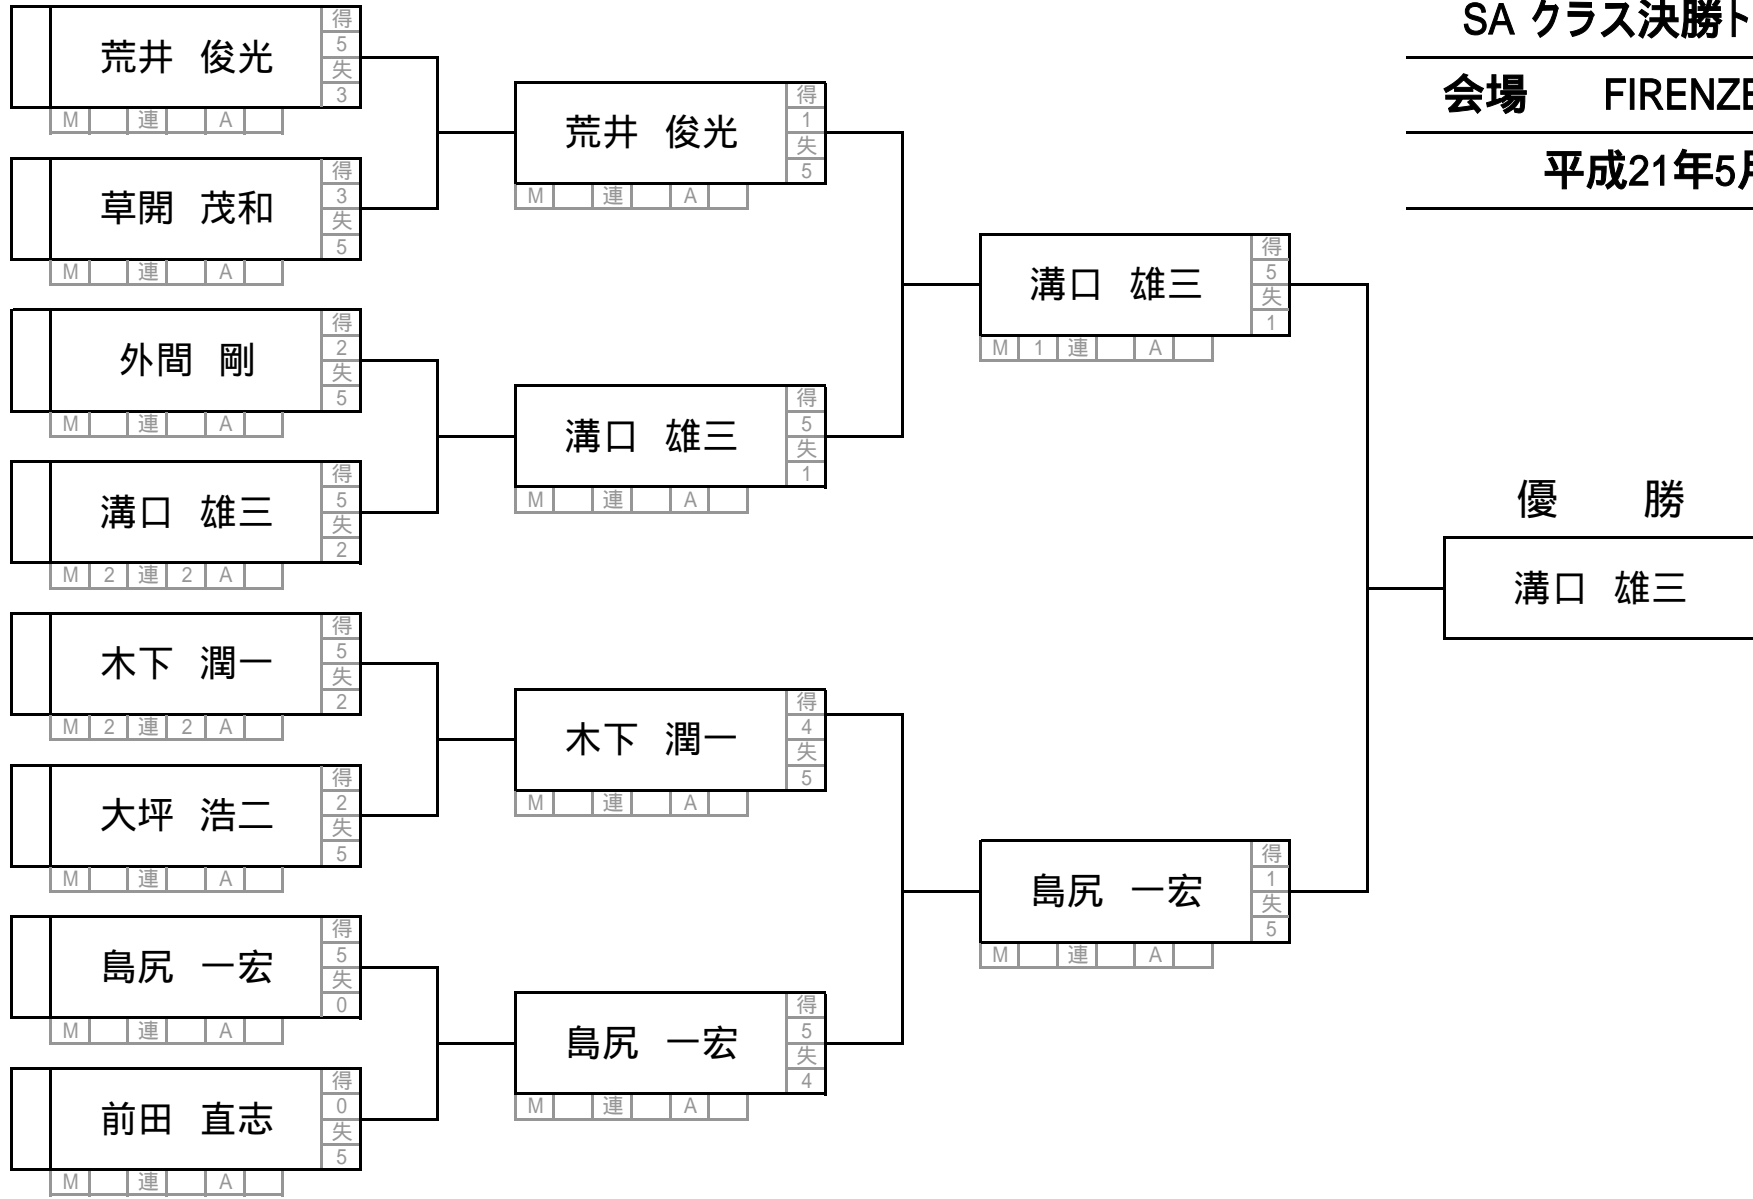 SA クラス決勝ト
会場 FIRENZE
平成21年5月
荒井 俊光 得 5 失 3
M 連 A
草開 茂和 得 3 失 5
M 連 A
外間 剛 得 2 失 5
M 連 A
溝口 雄三 得 5 失 2
M 2 連 2 A
木下 潤一 得 5 失 2
M 2 連 2 A
大坪 浩二 得 2 失 5
M 連 A
島尻 一宏 得 5 失 0
M 連 A
前田 直志 得 0 失 5
M 連 A
荒井 俊光 得 1 失 5
M 連 A
溝口 雄三 得 5 失 1
M 連 A
木下 潤一 得 4 失 5
M 連 A
島尻 一宏 得 5 失 4
M 連 A
溝口 雄三 得 5 失 1
M 1 連 A
島尻 一宏 得 1 失 5
M 連 A
優 勝
溝口 雄三